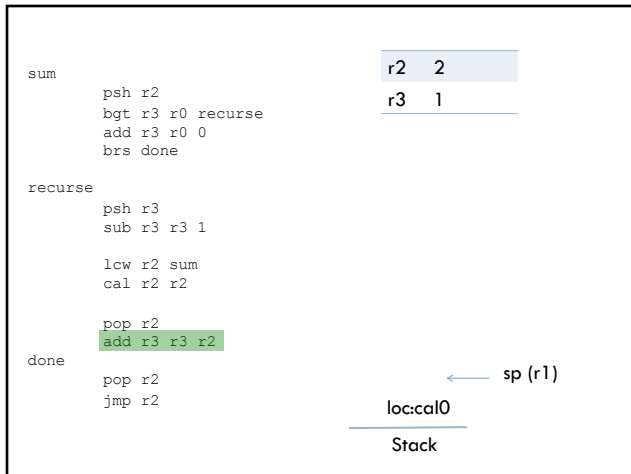 sum
psh r2
bgt r3 r0 recurse
add r3 r0 0
brs done
recurse
psh r3
sub r3 r3 1
lcw r2 sum
cal r2 r2
pop r2
add r3 r3 r2
done
pop r2
jmp r2
r2 2
r3 1
sp (r1)
loc:cal0
Stack